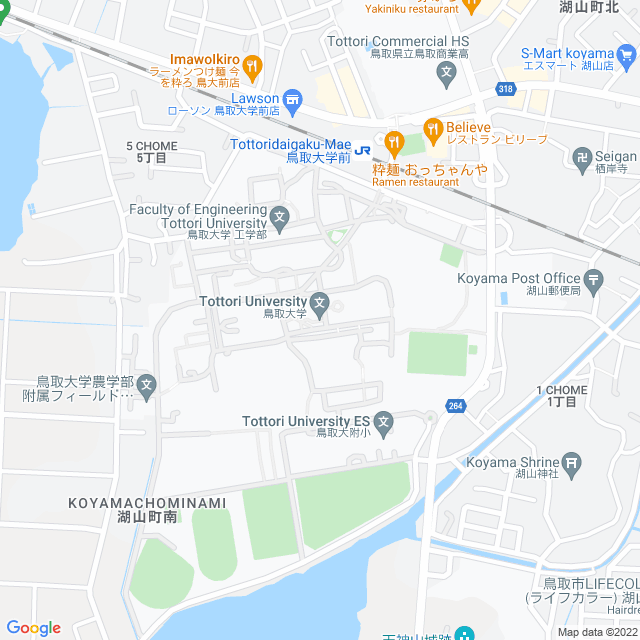 Yakiniku restaurant
湖山町北
Tottori Commercial HS
鳥取県立鳥取商業高
S-Mart koyama
エスマート 湖山店
Imawolkiro
ラーメンつけ麺 今
を粋ろ 鳥大前店
318
Lawson
ローソン 鳥取大学前店
Believe
レストラン ビリーブ
5 CHOME
5丁目
Tottoridaigaku-Mae
鳥取大学前
JR
粋麺 おっちゃんや
Ramen restaurant
Seigan
栖岸寺
Faculty of Engineering
Tottori University
鳥取大学 工学部
Koyama Post Office
湖山郵便局
Tottori University
鳥取大学
鳥取大学農学部
附属フィールド…
1 CHOME
1丁目
264
Tottori University ES
鳥取大附小
Koyama Shrine
湖山神社
KOYAMACHOMINAMI
湖山町南
鳥取市LIFECOL
(ライフカラー) 湖山
Hairdre
天神山城跡
Google
Map data ©2022